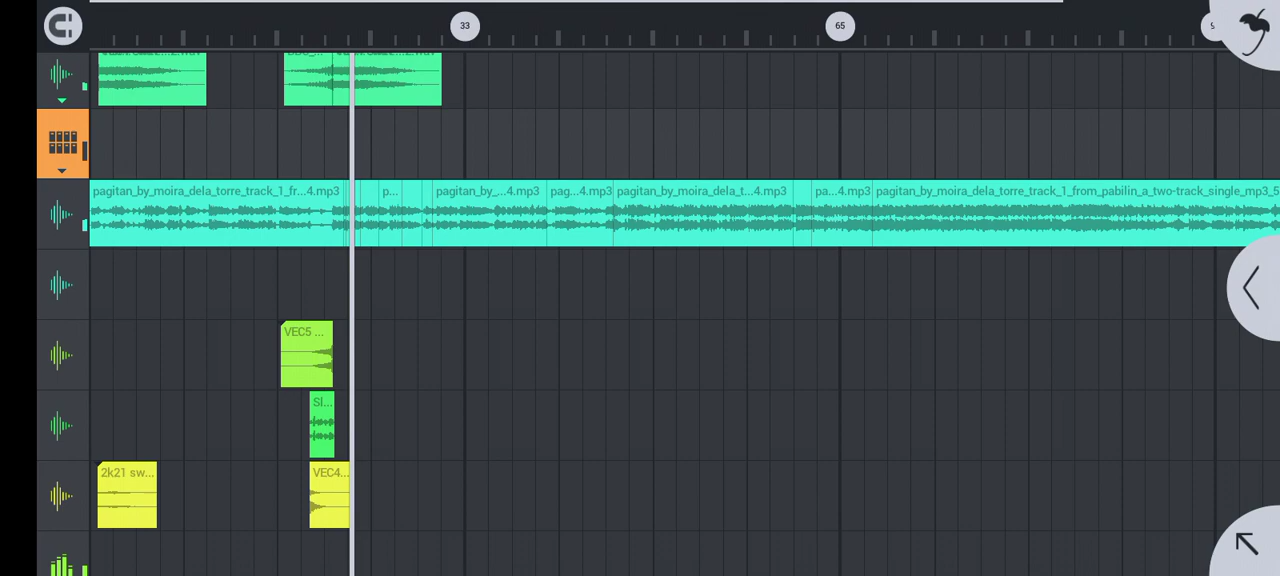 33
65
pagitan_by_moira_dela_torre_track_1_fr...4.mp3
p...
pagitan_by_...4.mp3
pag...4.mp3
pagitan_by_moira_dela_t...4.mp3
pa...4.mp3
pagitan_by_moira_dela_torre_track_1_from_pabilin_a_two-track_single_mp3_5
VEC5 ...
Sl...
2k21 sw...
VEC4...